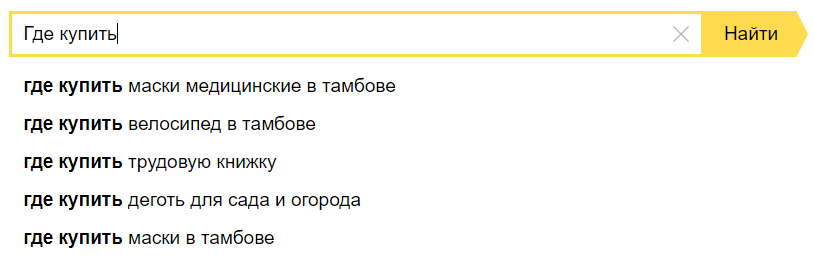 Где купить
Найти
где купить маски медицинские в тамбове
где купить велосипед в тамбове
где купить трудовую книжку
где купить деготь для сада и огорода
где купить маски в тамбове